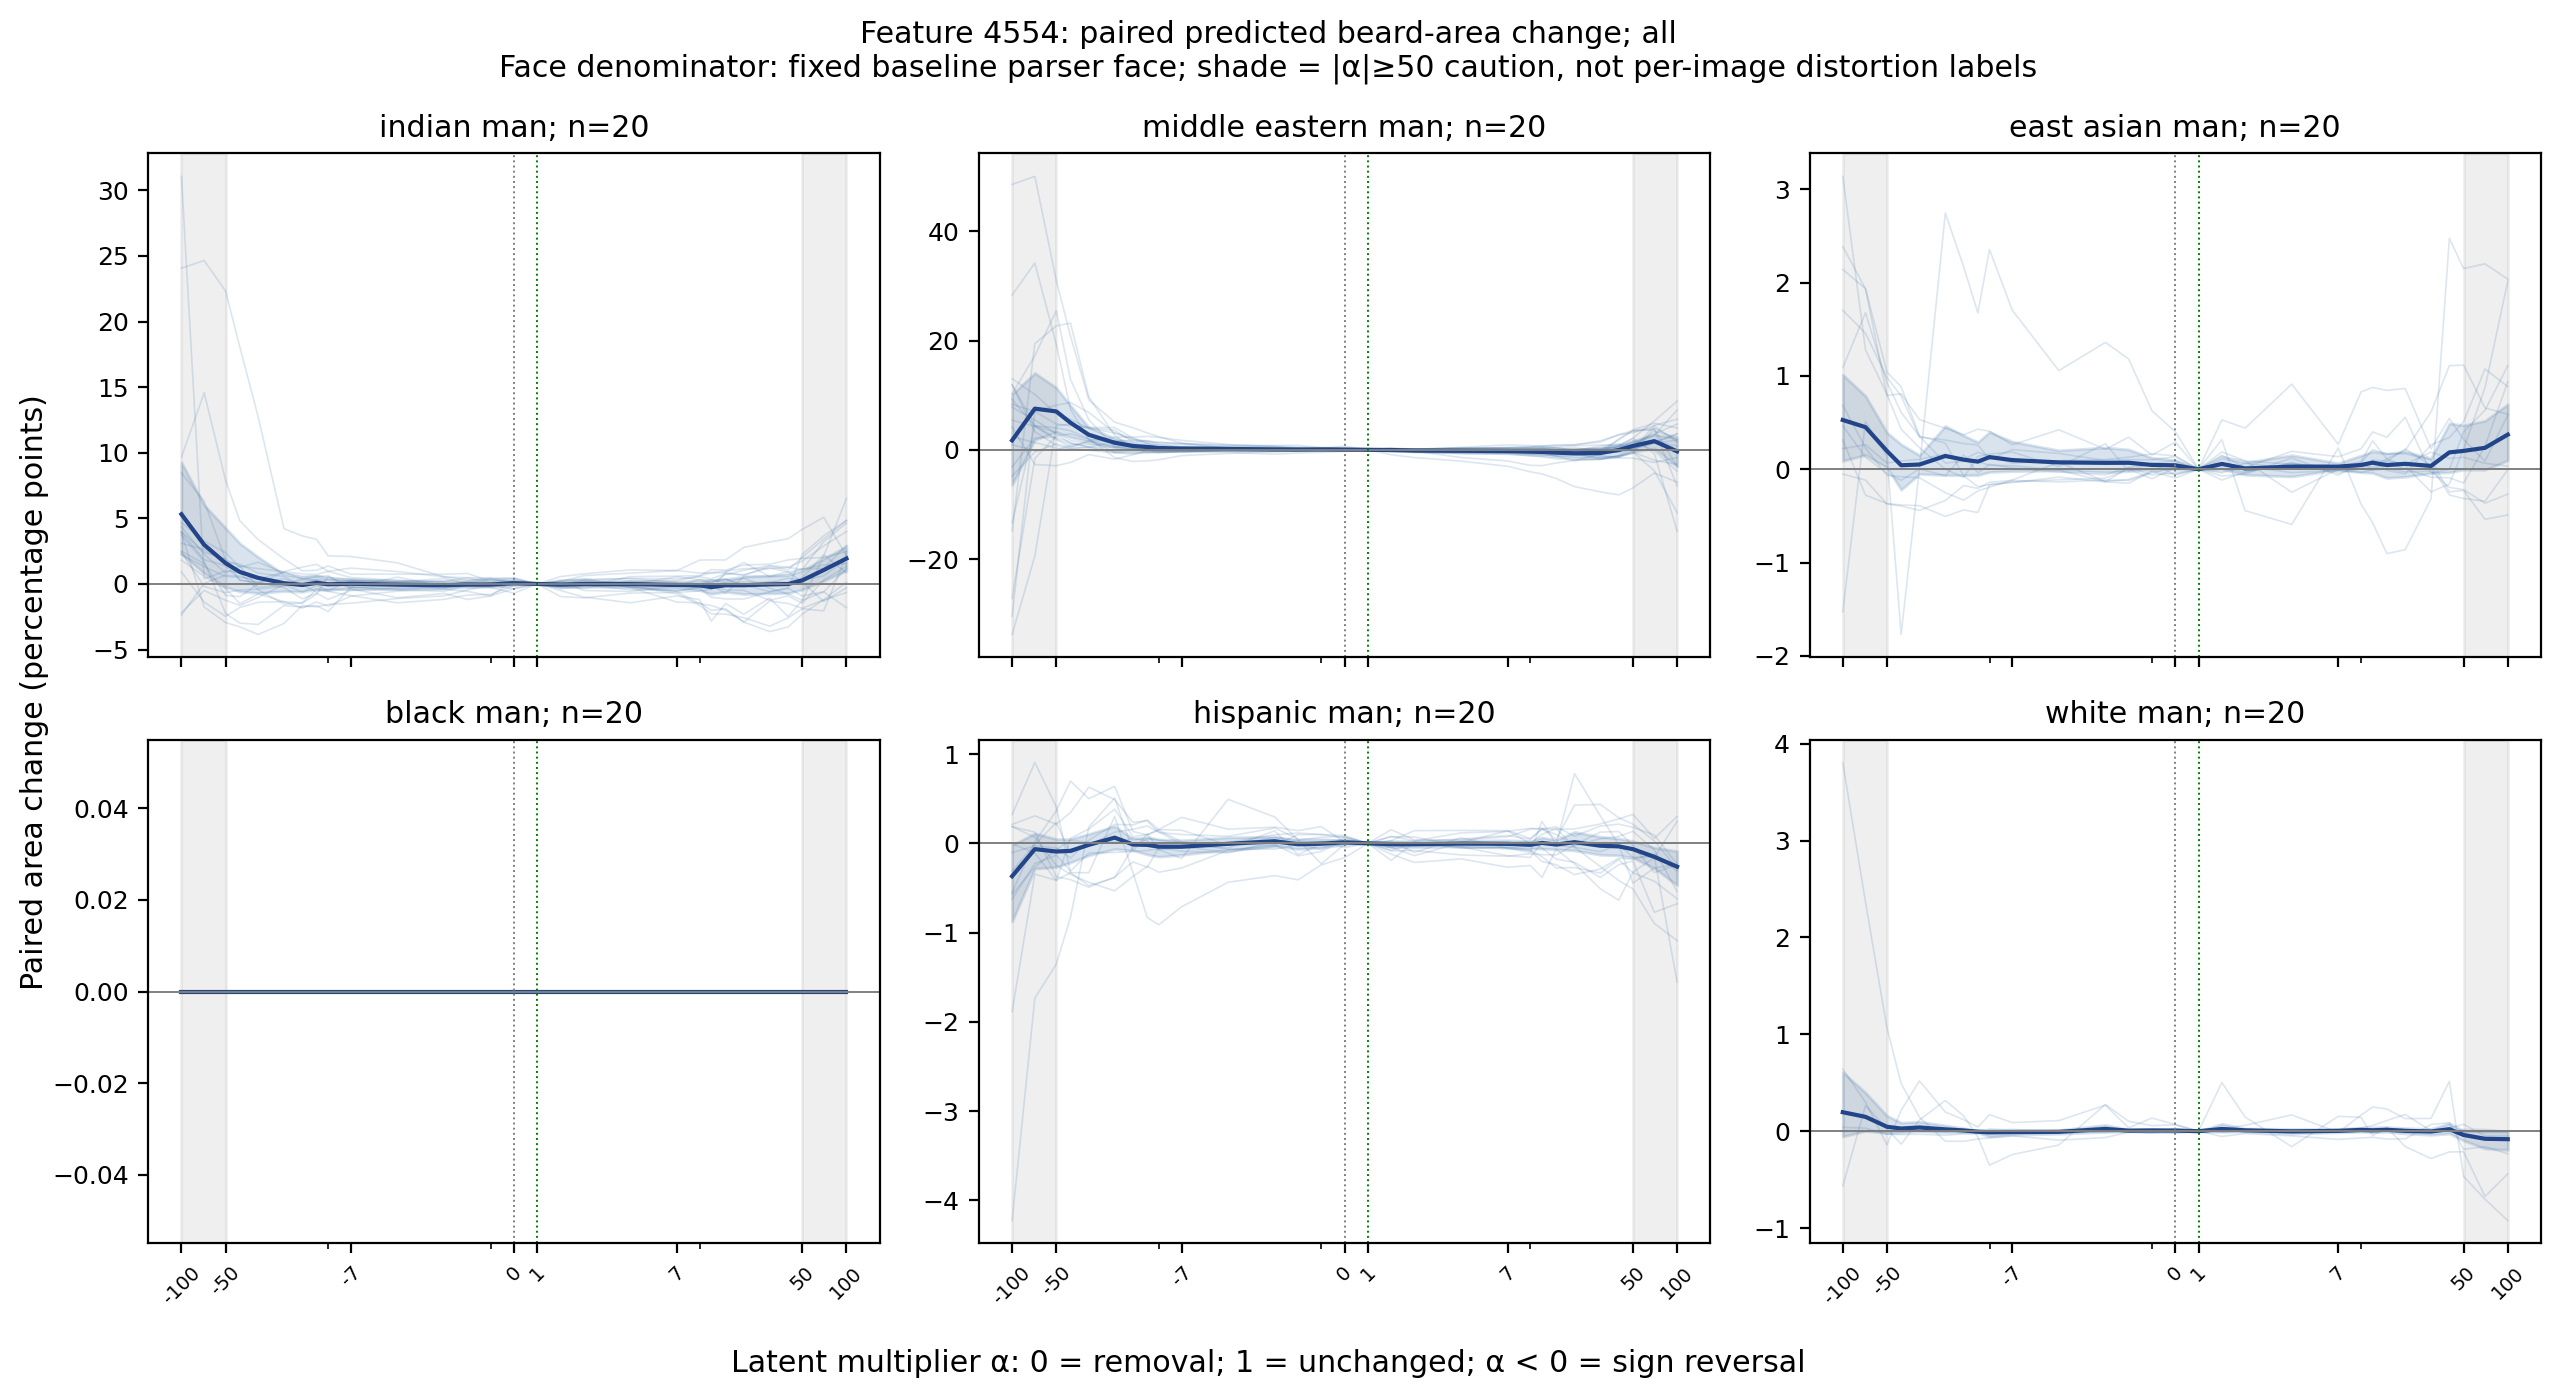 Feature 4554: paired predicted beard-area change; all
Face denominator: fixed baseline parser face; shade = |α|≥50 caution, not per-image distortion labels
Paired area change (percentage points)
indian man; n=20
30
25
20
15
10
5
0
−5
middle eastern man; n=20
40
20
0
−20
east asian man; n=20
3
2
1
0
−1
−2
black man; n=20
0.04
0.02
0.00
−0.02
−0.04
-100 -50 -7 0 1 7 50 100
hispanic man; n=20
1
0
−1
−2
−3
−4
-100 -50 -7 0 1 7 50 100
white man; n=20
4
3
2
1
0
−1
-100 -50 -7 0 1 7 50 100
Latent multiplier α: 0 = removal; 1 = unchanged; α < 0 = sign reversal